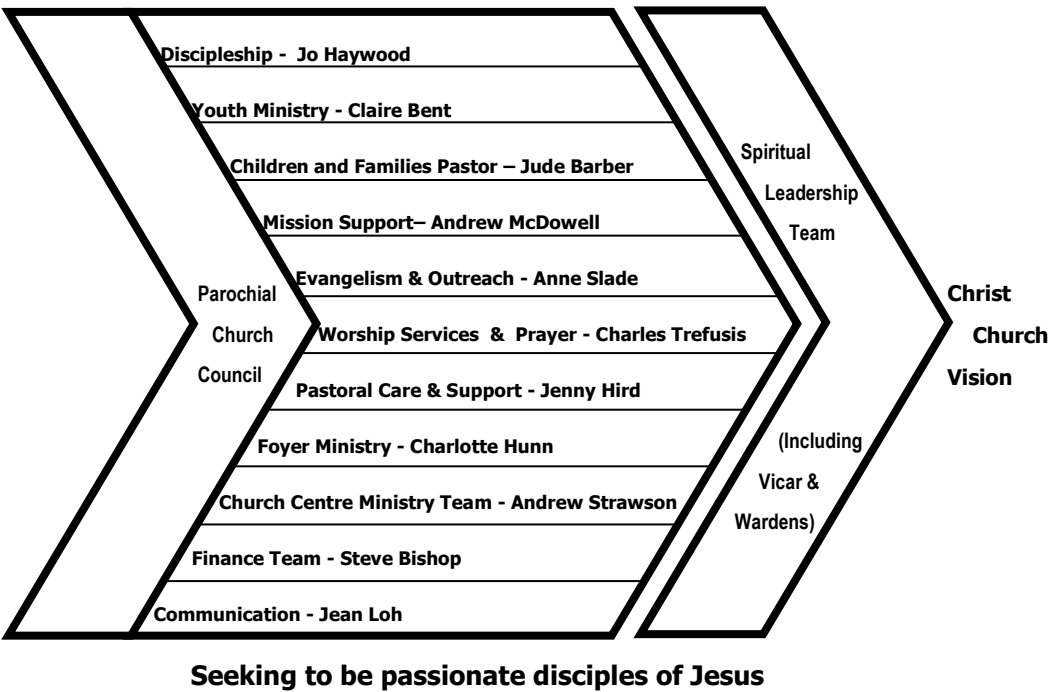 Discipleship -  Jo Haywood
Youth Ministry - Claire Bent
Children and Families Pastor – Jude Barber
Mission Support– Andrew McDowell
Evangelism & Outreach - Anne Slade
Worship Services  &  Prayer - Charles Trefusis
Pastoral Care & Support - Jenny Hird
Foyer Ministry - Charlotte Hunn
Church Centre Ministry Team - Andrew Strawson
Finance Team - Steve Bishop
Communication - Jean Loh
Parochial
Church
Council
Spiritual
Leadership
Team
(Including
Vicar &
Wardens)
Christ
Church
Vision
Seeking to be passionate disciples of Jesus